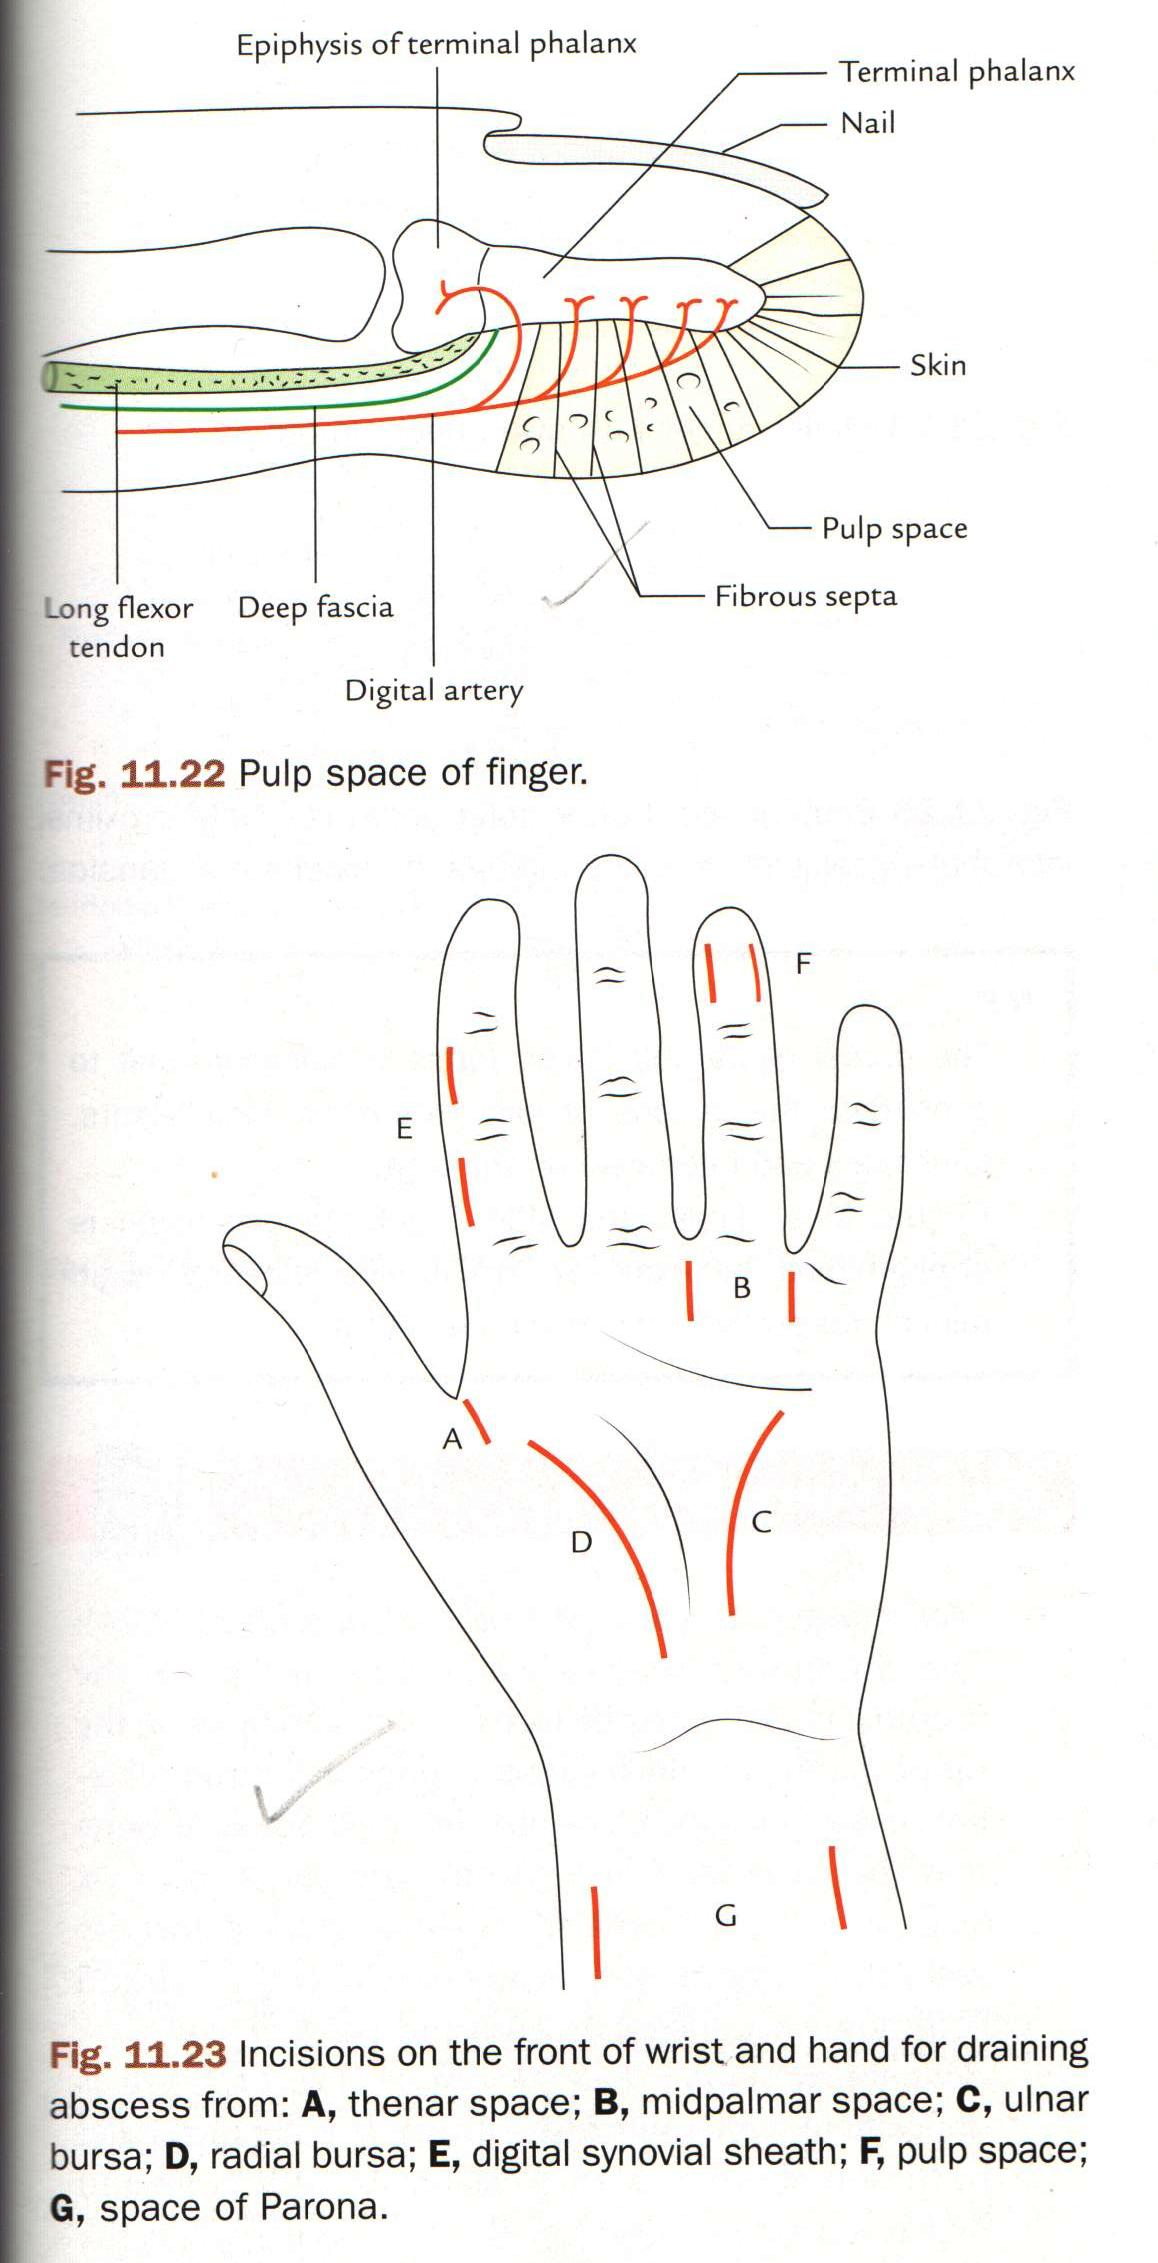 Epiphysis of terminal phalanx
Terminal phalanx
Nail
Skin
Pulp space
Fibrous septa
Long flexor
tendon
Deep fascia
Digital artery
Fig. 11.22 Pulp space of finger.
F
E
B
A
C
D
G
Fig. 11.23 Incisions on the front of wrist and hand for draining
abscess from: A, thenar space; B, midpalmar space; C, ulnar
bursa; D, radial bursa; E, digital synovial sheath; F, pulp space;
G, space of Parona.